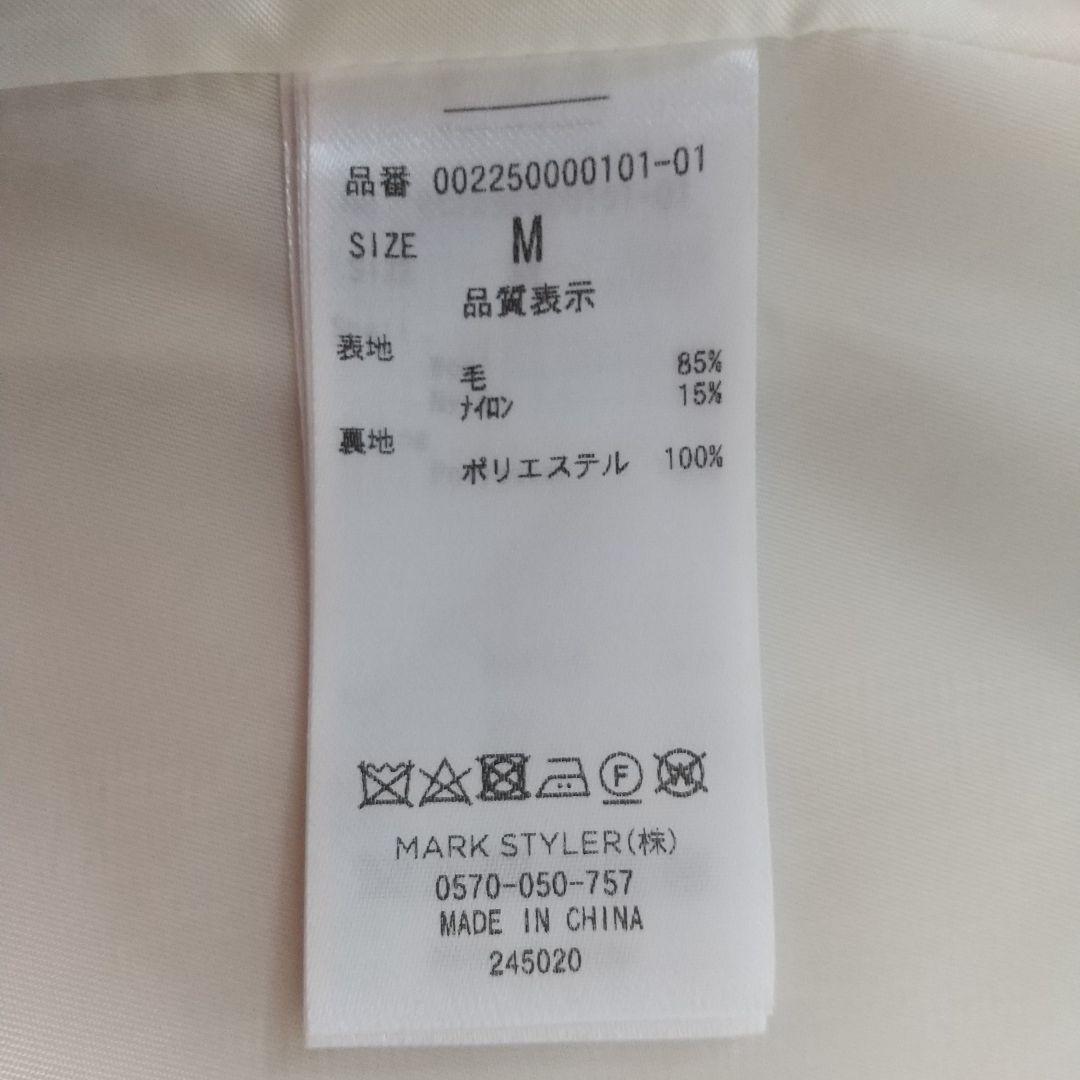 品番 002250000101-01
SIZE M
品質表示
表地
毛 85%
ナイロン 15%
裏地
ポリエステル 100%
F W
MARK STYLER(株)
0570-050-757
MADE IN CHINA
245020